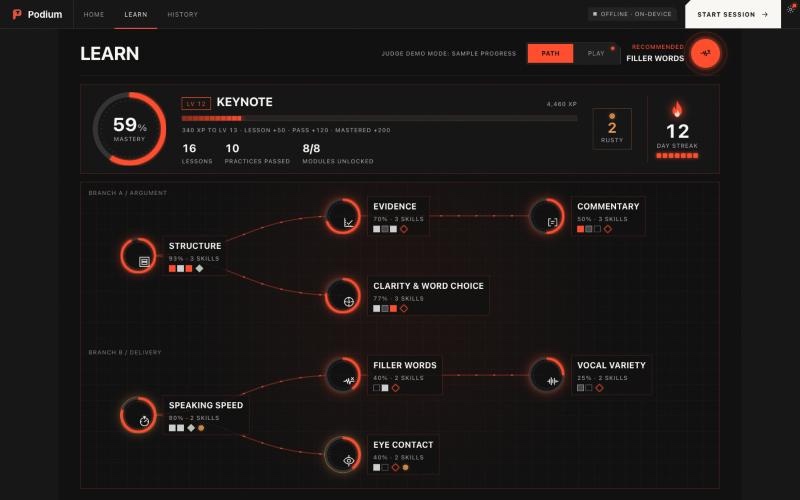 Podium
HOME
LEARN
HISTORY
OFFLINE · ON-DEVICE
START SESSION →
LEARN
JUDGE DEMO MODE: SAMPLE PROGRESS
PATH
PLAY
RECOMMENDED
FILLER WORDS
59%
MASTERY
LV 12
KEYNOTE
4,460 XP
340 XP TO LV 13 · LESSON +50 · PASS +120 · MASTERED +200
16
LESSONS
10
PRACTICES PASSED
8/8
MODULES UNLOCKED
2
RUSTY
12
DAY STREAK
BRANCH A / ARGUMENT
STRUCTURE
93% · 3 SKILLS
EVIDENCE
70% · 3 SKILLS
COMMENTARY
50% · 3 SKILLS
CLARITY & WORD CHOICE
77% · 3 SKILLS
BRANCH B / DELIVERY
SPEAKING SPEED
80% · 2 SKILLS
FILLER WORDS
40% · 2 SKILLS
VOCAL VARIETY
25% · 2 SKILLS
EYE CONTACT
40% · 2 SKILLS